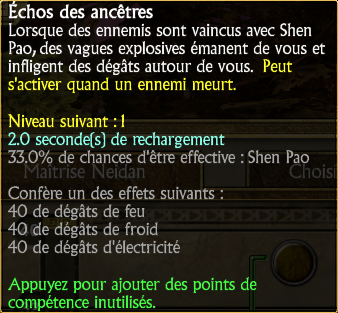 Échos des ancêtres
Lorsque des ennemis sont vaincus avec Shen
Pao, des vagues explosives émanent de vous et
infligent des dégâts autour de vous. Peut
s'activer quand un ennemi meurt.
Niveau suivant : 1
2.0 seconde(s) de rechargement
33.0% de chances d'être effective : Shen Pao
Maîtrise Neidan
Choisi
Confère un des effets suivants :
40 de dégâts de feu
40 de dégâts de froid
40 de dégâts d'électricité
Appuyez pour ajouter des points de
compétence inutilisés.